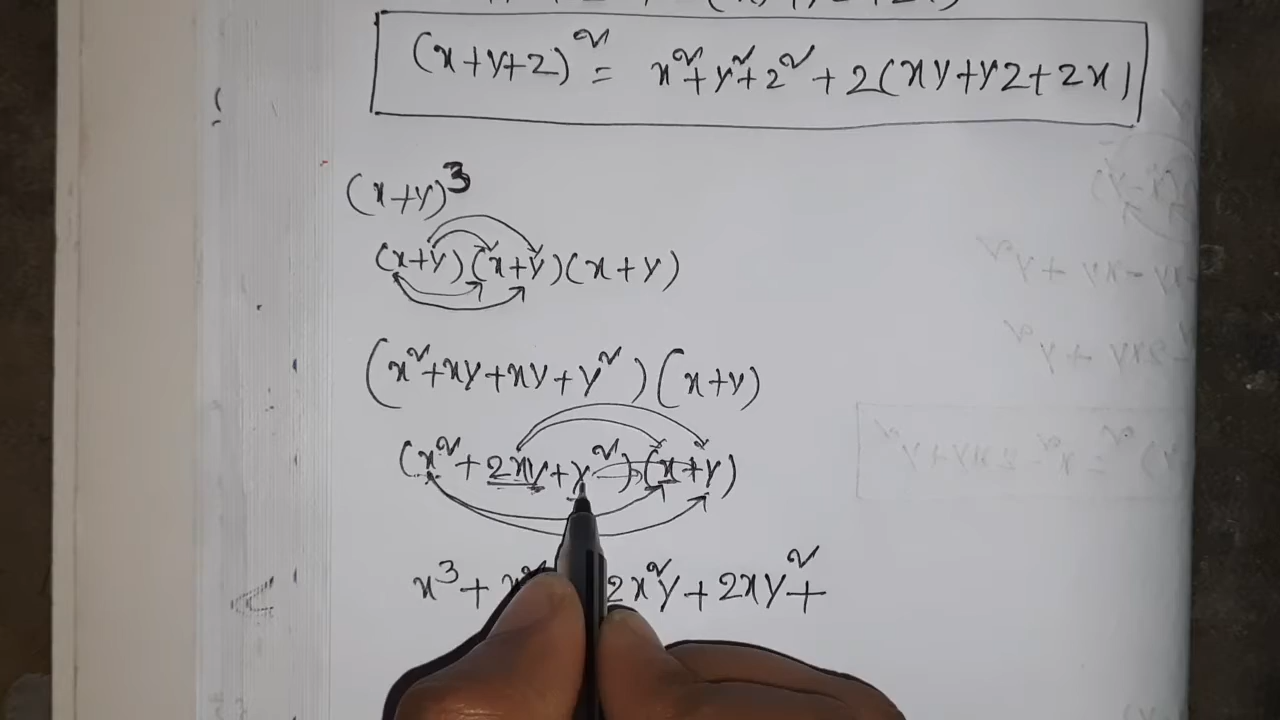 (x+y+z)² = x²+y²+z²+2(xy+yz+zx)
(x+y)³
(x+y)(x+y)(x+y)
(x²+xy+xy+y²)(x+y)
(x²+2xy+y²)(x+y)
x³+ 2x²y+2xy²+